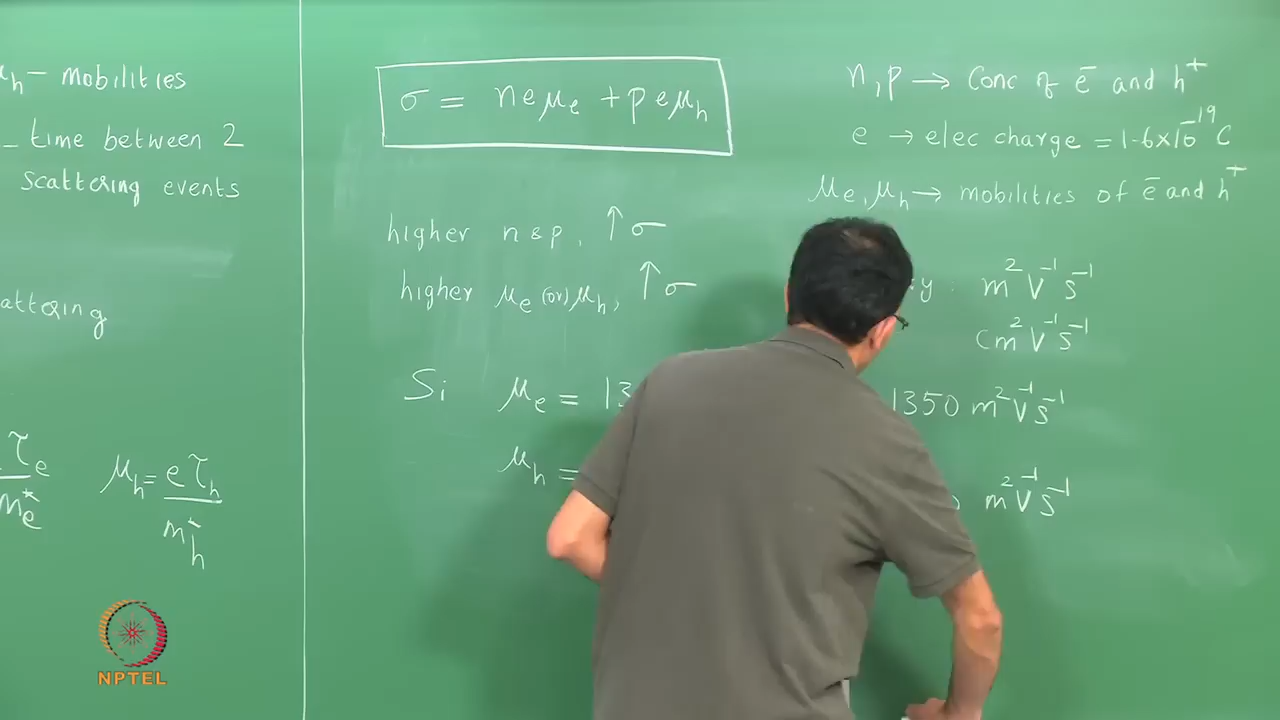 μh – mobilities
– time between 2
scattering events
attering
τe
me*
μh = eτh
mh*
σ = neμe + peμh
higher n & p, ↑ σ
higher μe (or) μh, ↑ σ
Si μe = 13
μh =
n, p → Conc of e⁻ and h⁺
e → elec charge = 1.6×10⁻¹⁹ C
μe, μh → mobilities of e⁻ and h⁺
y : m² V⁻¹ s⁻¹
cm² V⁻¹ s⁻¹
1350 m² V⁻¹ s⁻¹
m² V⁻¹ s⁻¹
NPTEL